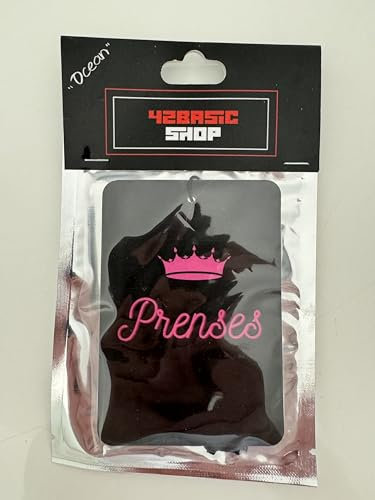 "Ocean"
42BASIC
SHOP
Prenses